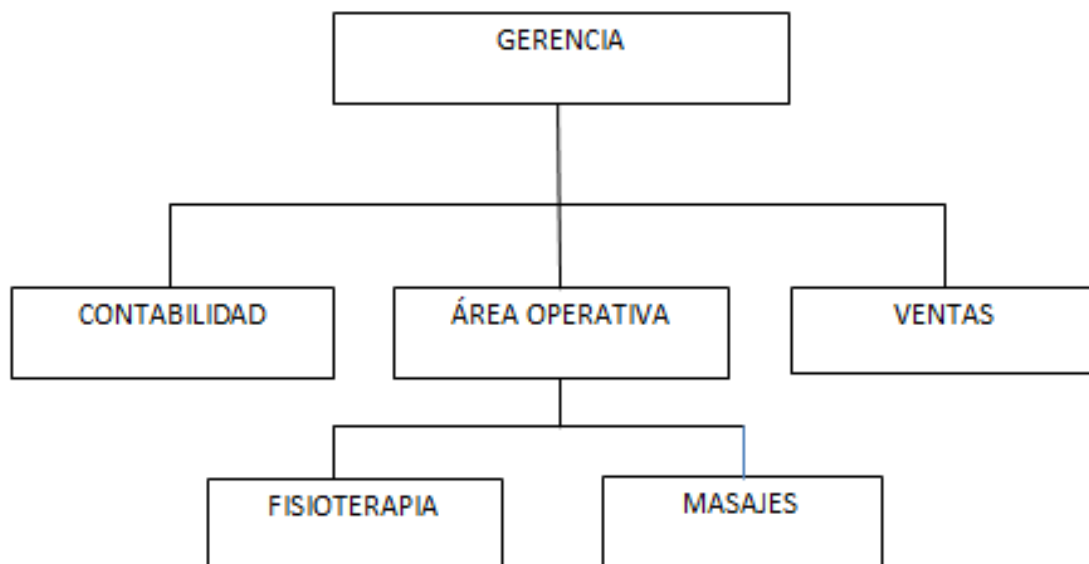 GERENCIA
CONTABILIDAD
ÁREA OPERATIVA
VENTAS
FISIOTERAPIA
MASAJES